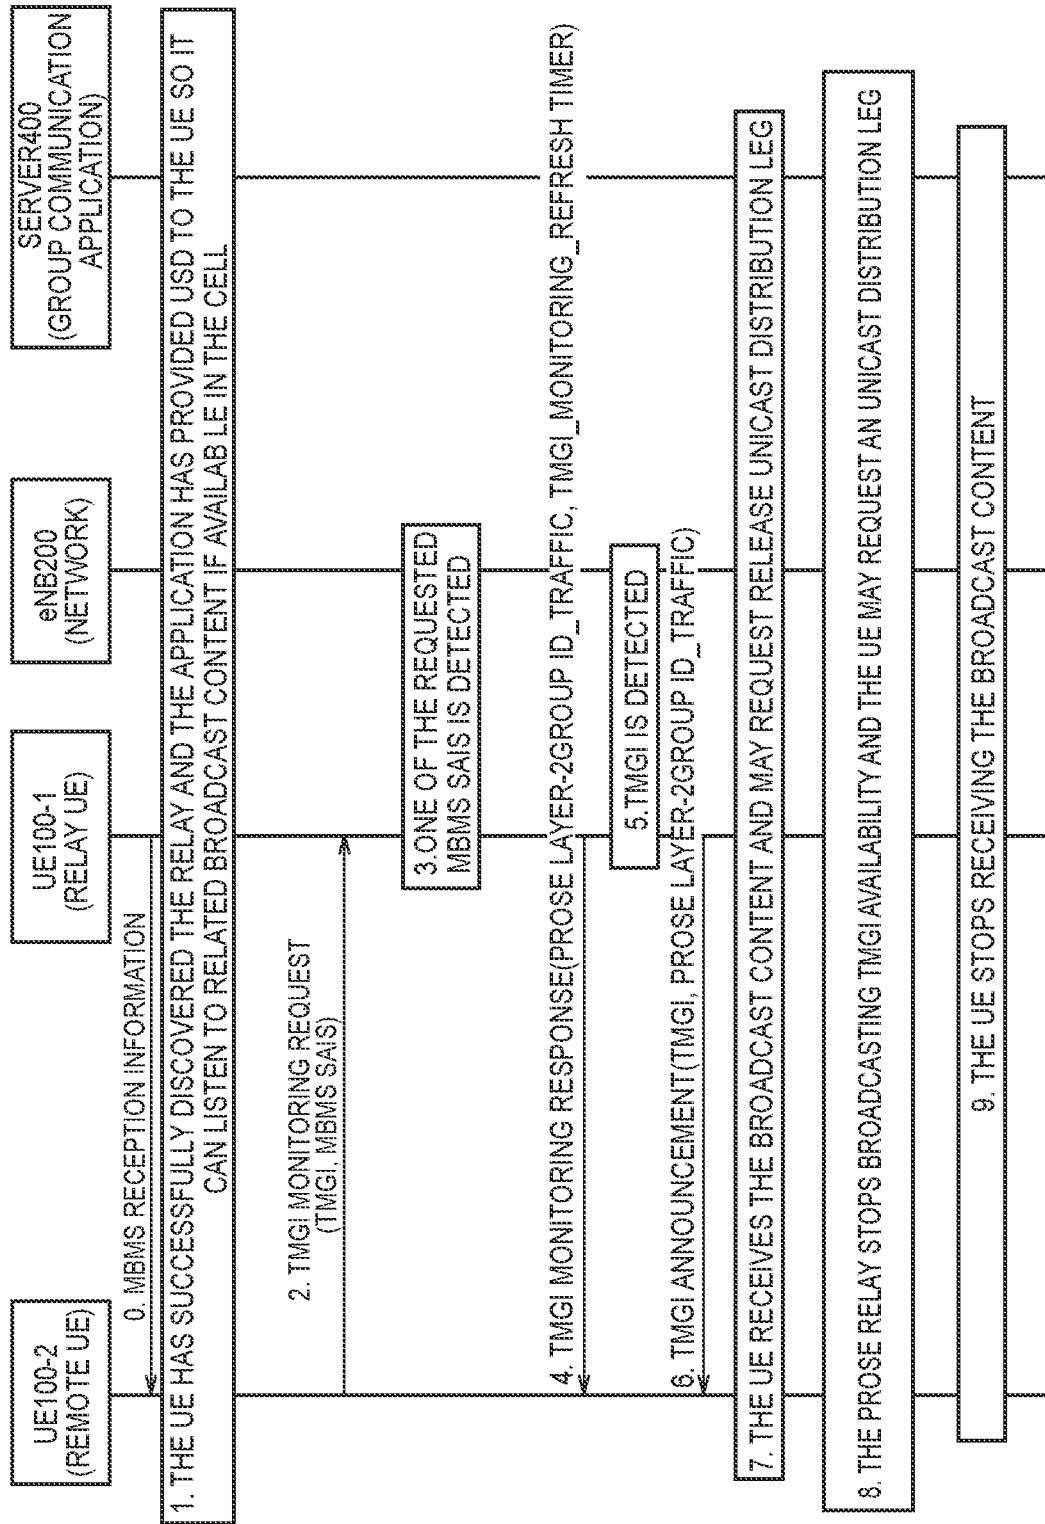 UE100-2
(REMOTE UE)
UE100-1
(RELAY UE)
eNB200
(NETWORK)
SERVER400
(GROUP COMMUNICATION
APPLICATION)
0. MBMS RECEPTION INFORMATION
1. THE UE HAS SUCCESSFULLY DISCOVERED THE RELAY AND THE APPLICATION HAS PROVIDED USD TO THE UE SO IT
CAN LISTEN TO RELATED BROADCAST CONTENT IF AVAILABLE IN THE CELL
2. TMGI MONITORING REQUEST
(TMGI, MBMS SAIS)
3.ONE OF THE REQUESTED
MBMS SAIS IS DETECTED
4. TMGI MONITORING RESPONSE(PROSE LAYER-2GROUP ID_TRAFFIC, TMGI_MONITORING_REFRESH TIMER)
5.TMGI IS DETECTED
6. TMGI ANNOUNCEMENT(TMGI, PROSE LAYER-2GROUP ID_TRAFFIC)
7. THE UE RECEIVES THE BROADCAST CONTENT AND MAY REQUEST RELEASE UNICAST DISTRIBUTION LEG
8. THE PROSE RELAY STOPS BROADCASTING TMGI AVAILABILITY AND THE UE MAY REQUEST AN UNICAST DISTRIBUTION LEG
9. THE UE STOPS RECEIVING THE BROADCAST CONTENT